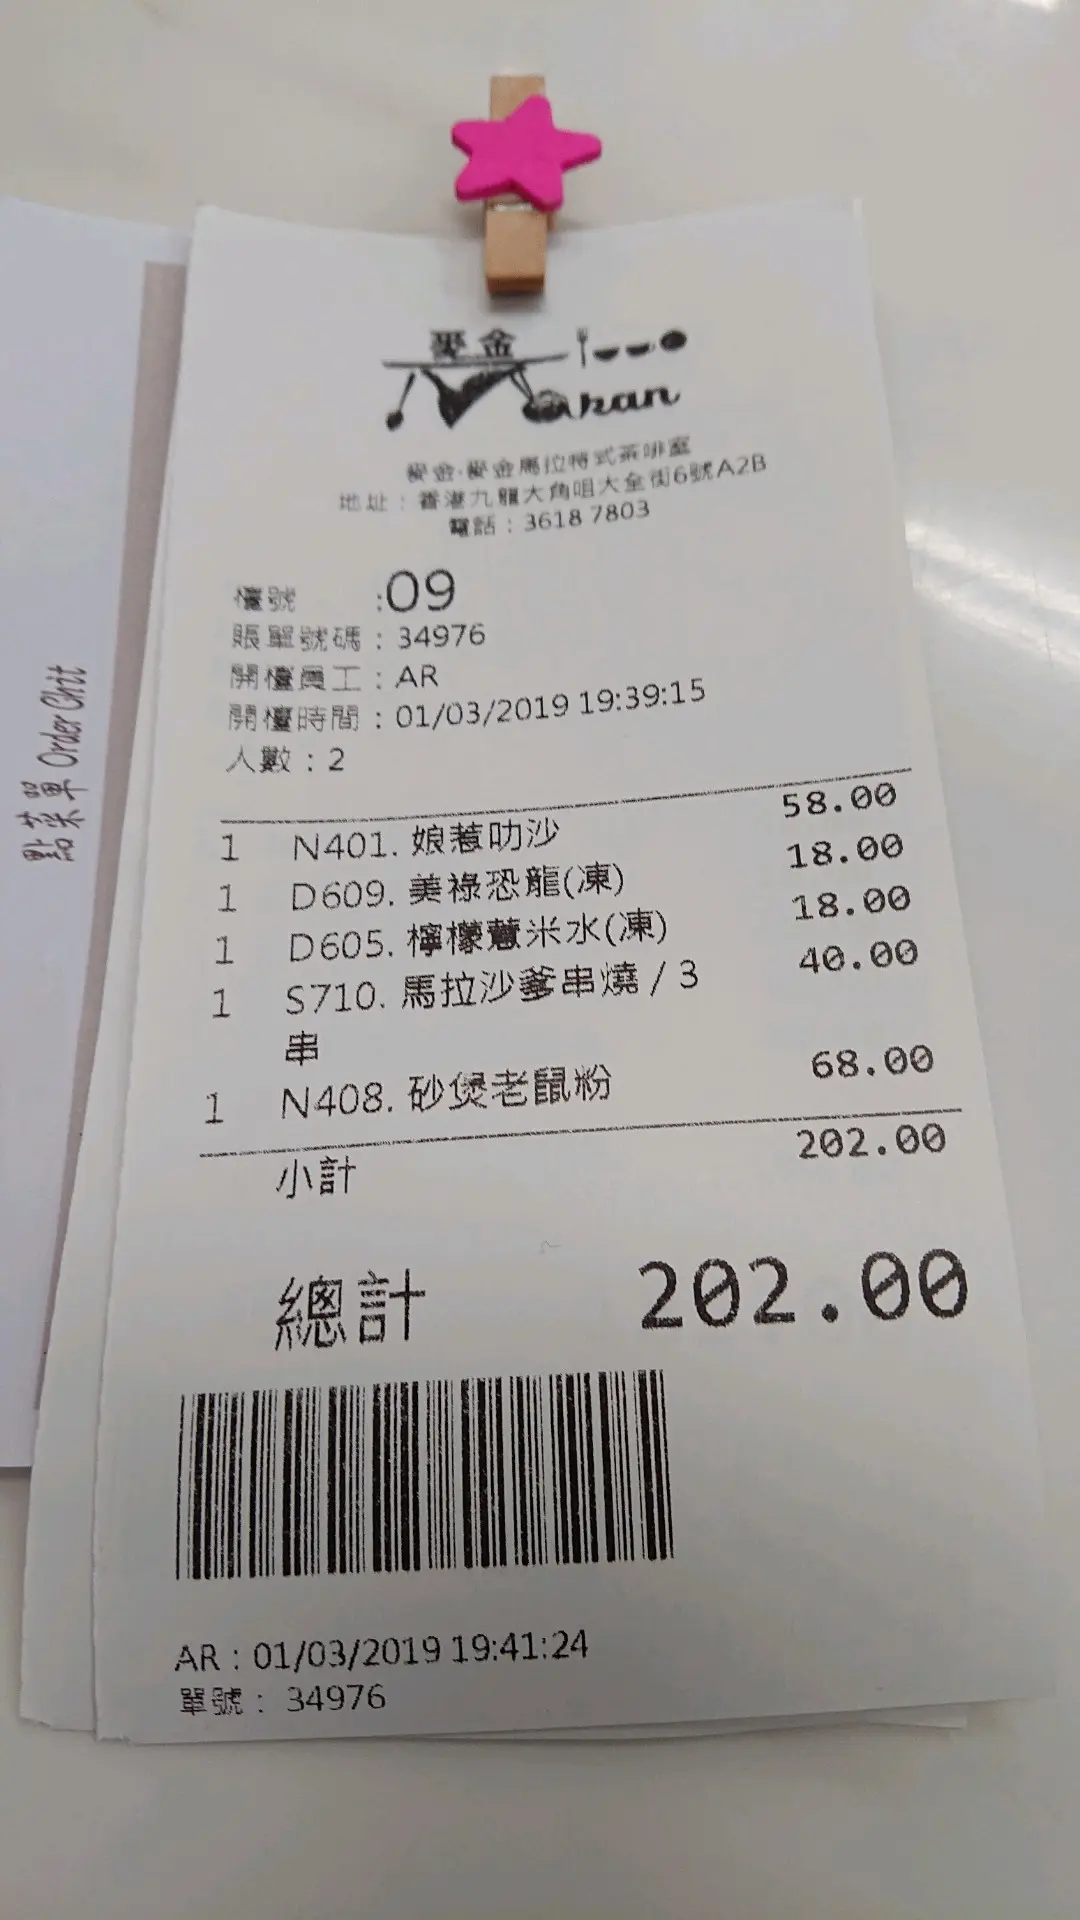 麥金
Makan
麥金·麥金馬拉特式茶啡室
地址：香港九龍大角咀大全街6號A2B
電話：3618 7803
檯號 :09
賬單號碼：34976
開檯員工：AR
開檯時間：01/03/2019 19:39:15
人數：2
1 N401. 娘惹叻沙 58.00
1 D609. 美祿恐龍(凍) 18.00
1 D605. 檸檬薏米水(凍) 18.00
1 S710. 馬拉沙爹串燒 / 3 40.00
串
1 N408. 砂煲老鼠粉 68.00
小計 202.00
總計 202.00
AR：01/03/2019 19:41:24
單號：34976
點菜單 Order Chit